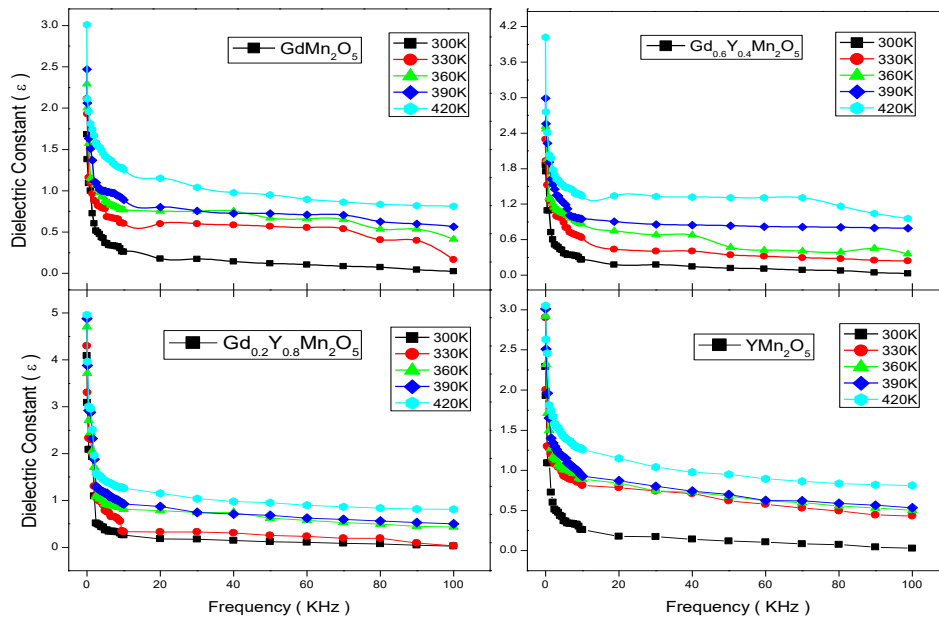 GdMn2O5
300K
330K
360K
390K
420K
3.0
2.5
2.0
1.5
1.0
0.5
0.0
Dielectric Constant ( ε )
Gd0.6Y0.4Mn2O5
300K
330K
360K
390K
420K
4.2
3.6
3.0
2.4
1.8
1.2
0.6
0.0
Gd0.2Y0.8Mn2O5
300K
330K
360K
390K
420K
5
4
3
2
1
0
Dielectric Constant ( ε )
0 20 40 60 80 100
Frequency ( KHz )
YMn2O5
300K
330K
360K
390K
420K
3.0
2.5
2.0
1.5
1.0
0.5
0.0
0 20 40 60 80 100
Frequency ( KHz )